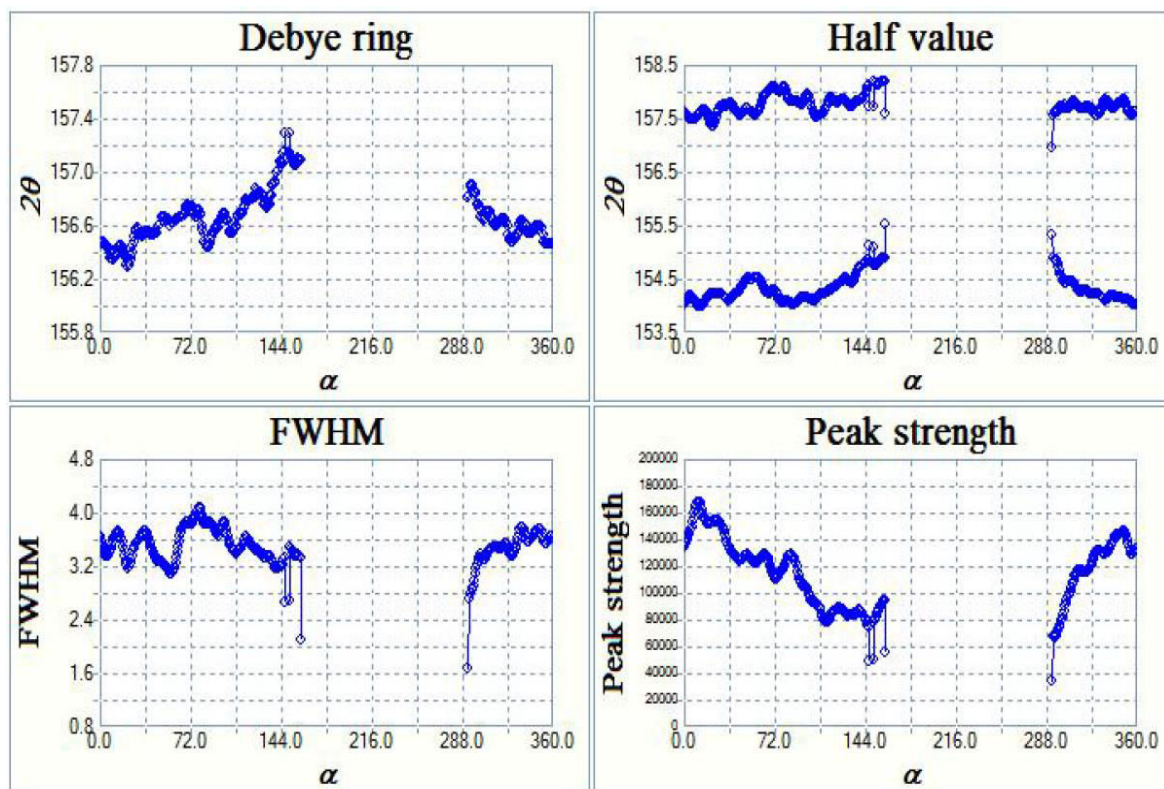 Debye ring
157.8
157.4
157.0
156.6
156.2
155.8
2θ
0.0 72.0 144.0 216.0 288.0 360.0
α
Half value
158.5
157.5
156.5
155.5
154.5
153.5
2θ
0.0 72.0 144.0 216.0 288.0 360.0
α
FWHM
4.8
4.0
3.2
2.4
1.6
0.8
FWHM
0.0 72.0 144.0 216.0 288.0 360.0
α
Peak strength
200000
180000
160000
140000
120000
100000
80000
60000
40000
20000
0
Peak strength
0.0 72.0 144.0 216.0 288.0 360.0
α